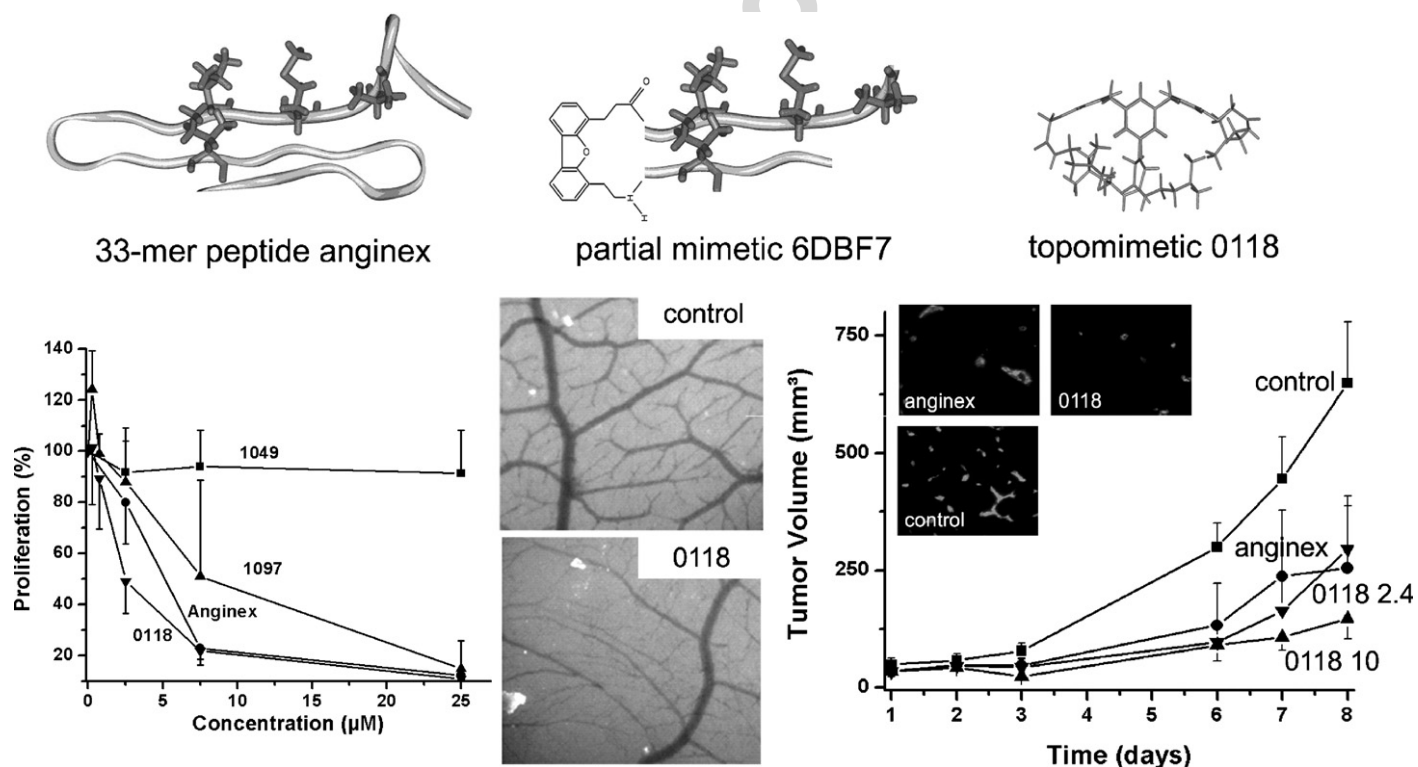 O
H
H
33-mer peptide anginex
partial mimetic 6DBF7
topomimetic 0118
O
140
120
100
80
60
40
20
Proliferation (%)
1049
1097
Anginex
0118
0 5 10 15 20 25
Concentration (µM)
control
0118
750
500
250
0
Tumor Volume (mm³)
anginex
0118
control
control
anginex
0118 2.4
0118 10
1 2 3 4 5 6 7 8
Time (days)